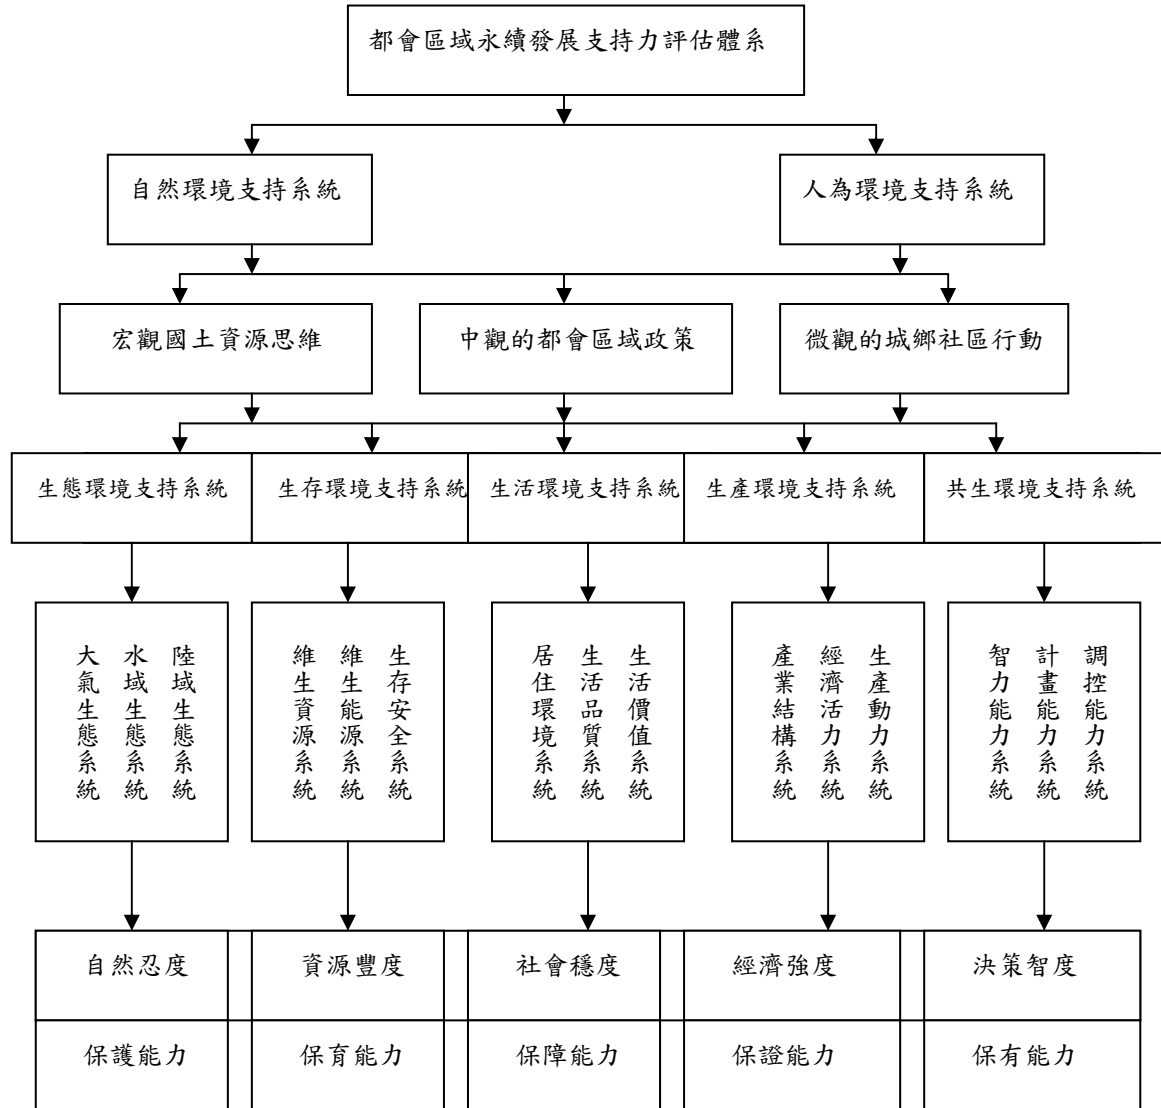 都會區域永續發展支持力評估體系
自然環境支持系統
人為環境支持系統
宏觀國土資源思維
中觀的都會區域政策
微觀的城鄉社區行動
生態環境支持系統
生存環境支持系統
生活環境支持系統
生產環境支持系統
共生環境支持系統
大氣生態系統
水域生態系統
陸域生態系統
維生資源系統
維生能源系統
生存安全系統
居住環境系統
生活品質系統
生活價值系統
產業結構系統
經濟活力系統
生產動力系統
智力能力系統
計畫能力系統
調控能力系統
自然忍度
資源豐度
社會穩度
經濟強度
決策智度
保護能力
保育能力
保障能力
保證能力
保有能力